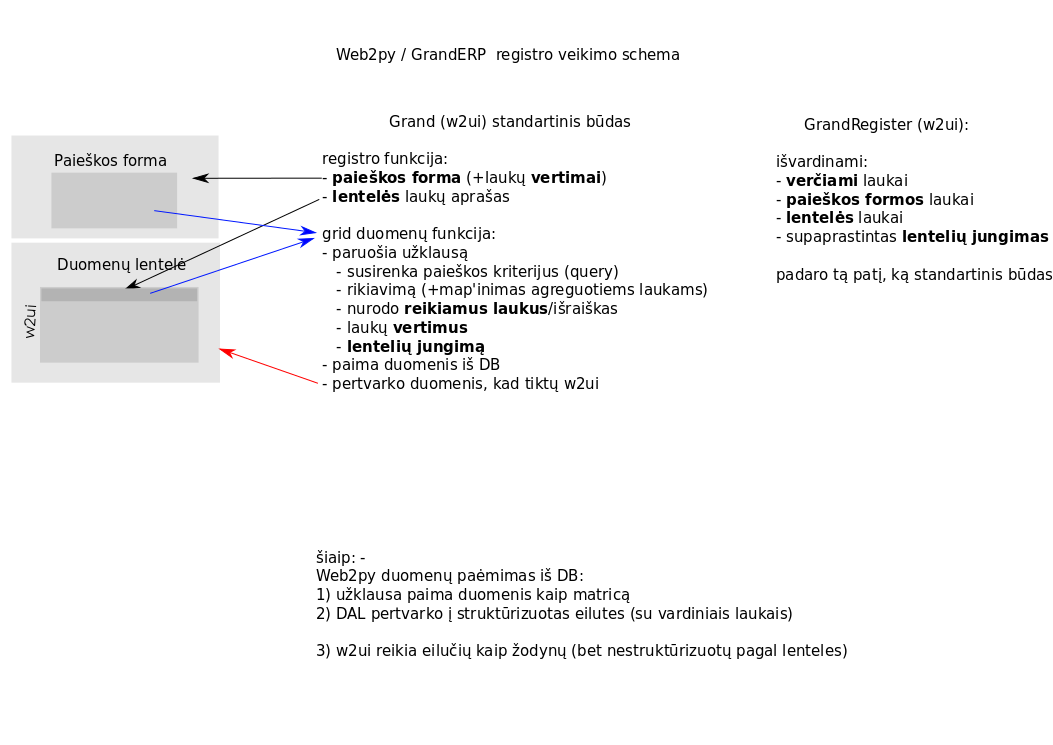 Web2py / GrandERP  registro veikimo schema
Paieškos forma
Duomenų lentelė
w2ui
Grand (w2ui) standartinis būdas
registro funkcija:
- paieškos forma (+laukų vertimai)
- lentelės laukų aprašas
grid duomenų funkcija:
- paruošia užklausą
- susirenka paieškos kriterijus (query)
- rikiavimą (+map'inimas agreguotiems laukams)
- nurodo reikiamus laukus/išraiškas
- laukų vertimus
- lentelių jungimą
- paima duomenis iš DB
- pertvarko duomenis, kad tiktų w2ui
GrandRegister (w2ui):
išvardinami:
- verčiami laukai
- paieškos formos laukai
- lentelės laukai
- supaprastintas lentelių jungimas
padaro tą patį, ką standartinis būdas
šiaip: -
Web2py duomenų paėmimas iš DB:
1) užklausa paima duomenis kaip matricą
2) DAL pertvarko į struktūrizuotas eilutes (su vardiniais laukais)
3) w2ui reikia eilučių kaip žodynų (bet nestruktūrizuotų pagal lenteles)